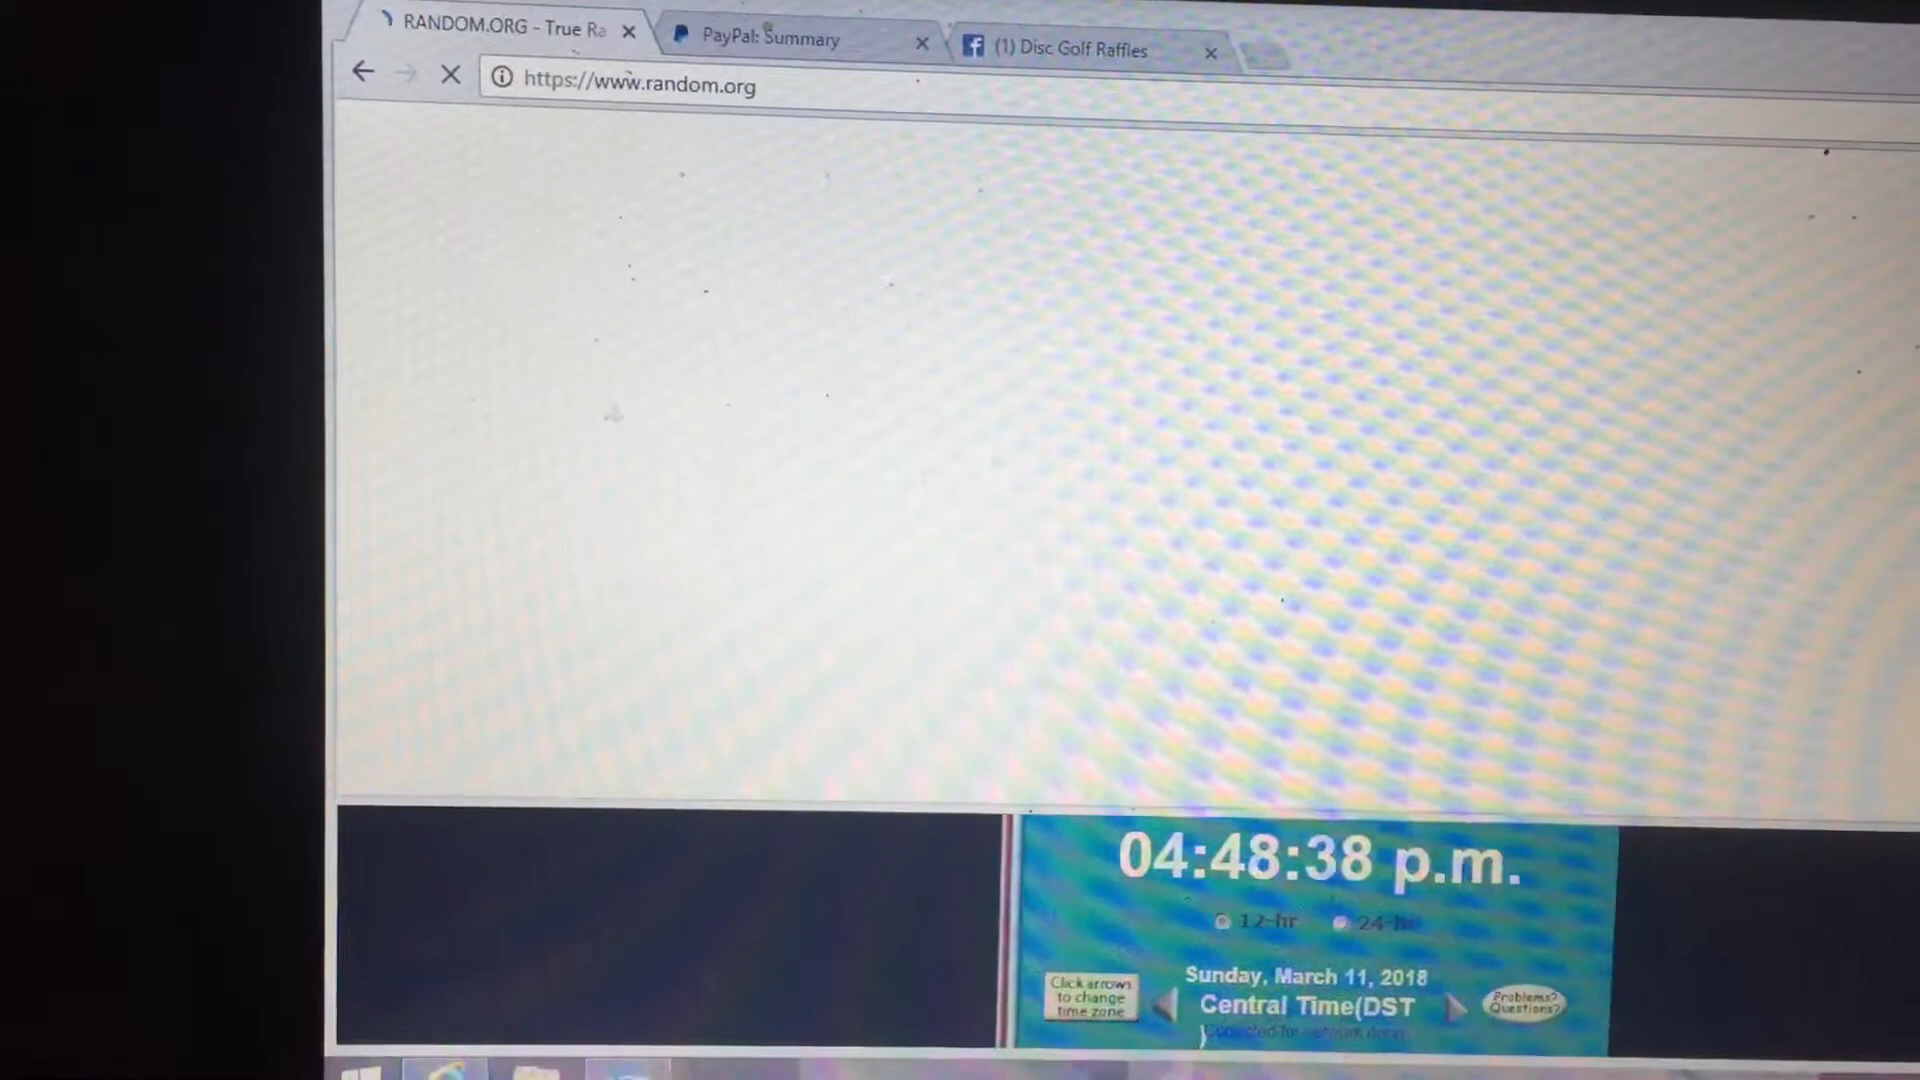 RANDOM.ORG - True Ra
PayPal: Summary
(1) Disc Golf Raffles
https://www.random.org
04:48:38 p.m.
12-hr
Sunday, March 11, 2018
Click arrows
to change
time zone
Central Time(DST
)
Problems?
Questions?